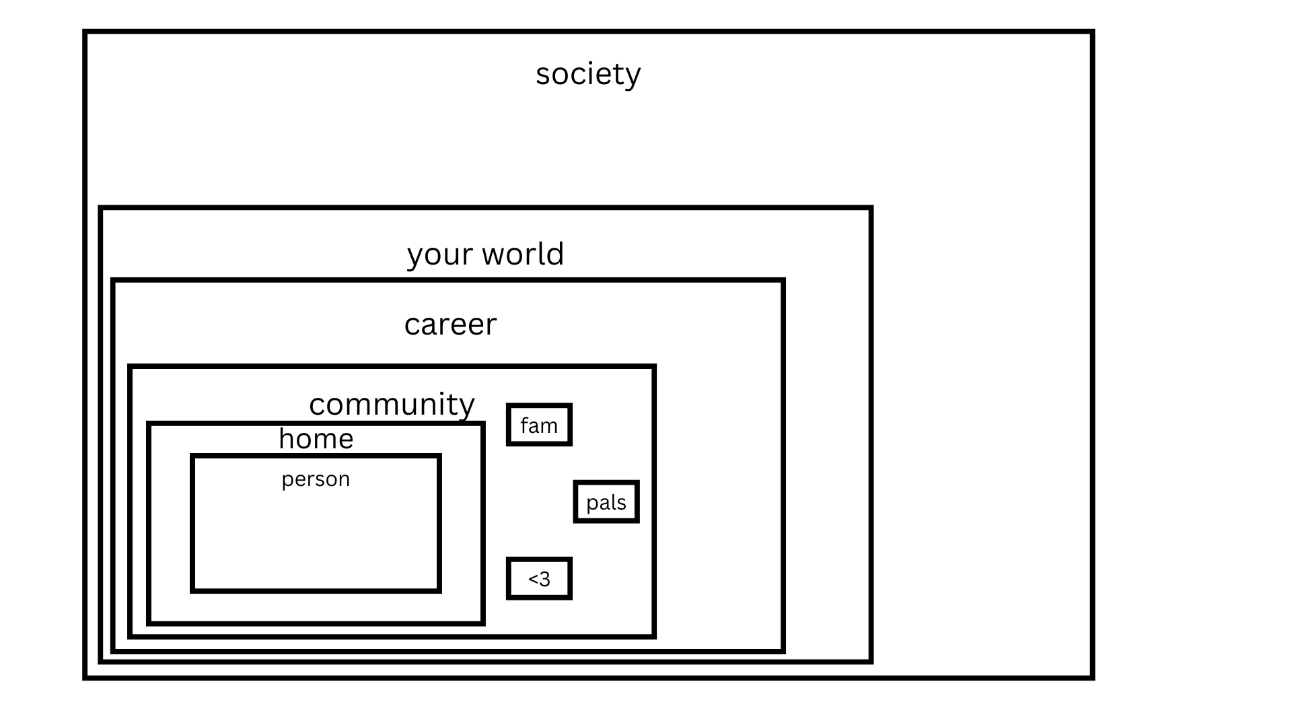 society
your world
career
community
fam
home
person
pals
<3